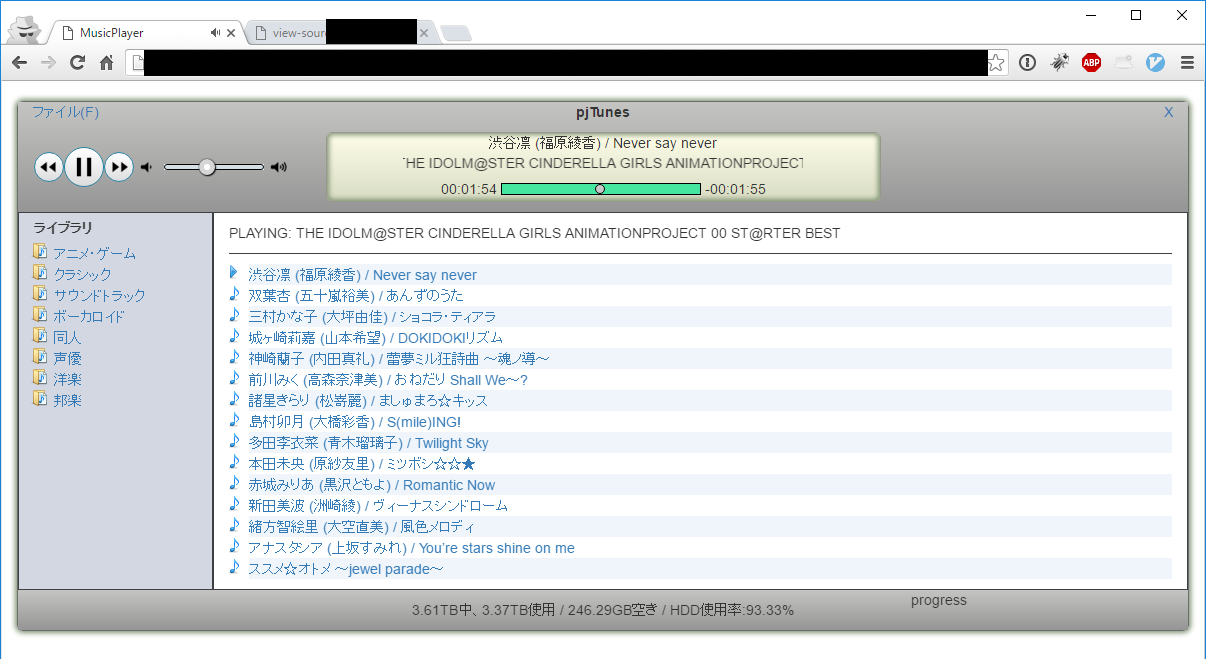 MusicPlayer
view-sour
ABP
ファイル(F)
pjTunes
X
渋谷凛 (福原綾香) / Never say never
THE IDOLM@STER CINDERELLA GIRLS ANIMATIONPROJECT
00:01:54
-00:01:55
ライブラリ
アニメ・ゲーム
クラシック
サウンドトラック
ボーカロイド
同人
声優
洋楽
邦楽
PLAYING: THE IDOLM@STER CINDERELLA GIRLS ANIMATIONPROJECT 00 ST@RTER BEST
渋谷凛 (福原綾香) / Never say never
双葉杏 (五十嵐裕美) / あんずのうた
三村かな子 (大坪由佳) / ショコラ・ティアラ
城ヶ崎莉嘉 (山本希望) / DOKIDOKIリズム
神崎蘭子 (内田真礼) / 蕾夢ミル狂詩曲 ～魂ノ導～
前川みく (高森奈津美) / おねだり Shall We～?
諸星きらり (松嵜麗) / ましゅまろ☆キッス
島村卯月 (大橋彩香) / S(mile)ING!
多田李衣菜 (青木瑠璃子) / Twilight Sky
本田未央 (原紗友里) / ミツボシ☆☆★
赤城みりあ (黒沢ともよ) / Romantic Now
新田美波 (洲崎綾) / ヴィーナスシンドローム
緒方智絵里 (大空直美) / 風色メロディ
アナスタシア (上坂すみれ) / You're stars shine on me
ススメ☆オトメ ～jewel parade～
3.61TB中、3.37TB使用 / 246.29GB空き / HDD使用率:93.33%
progress